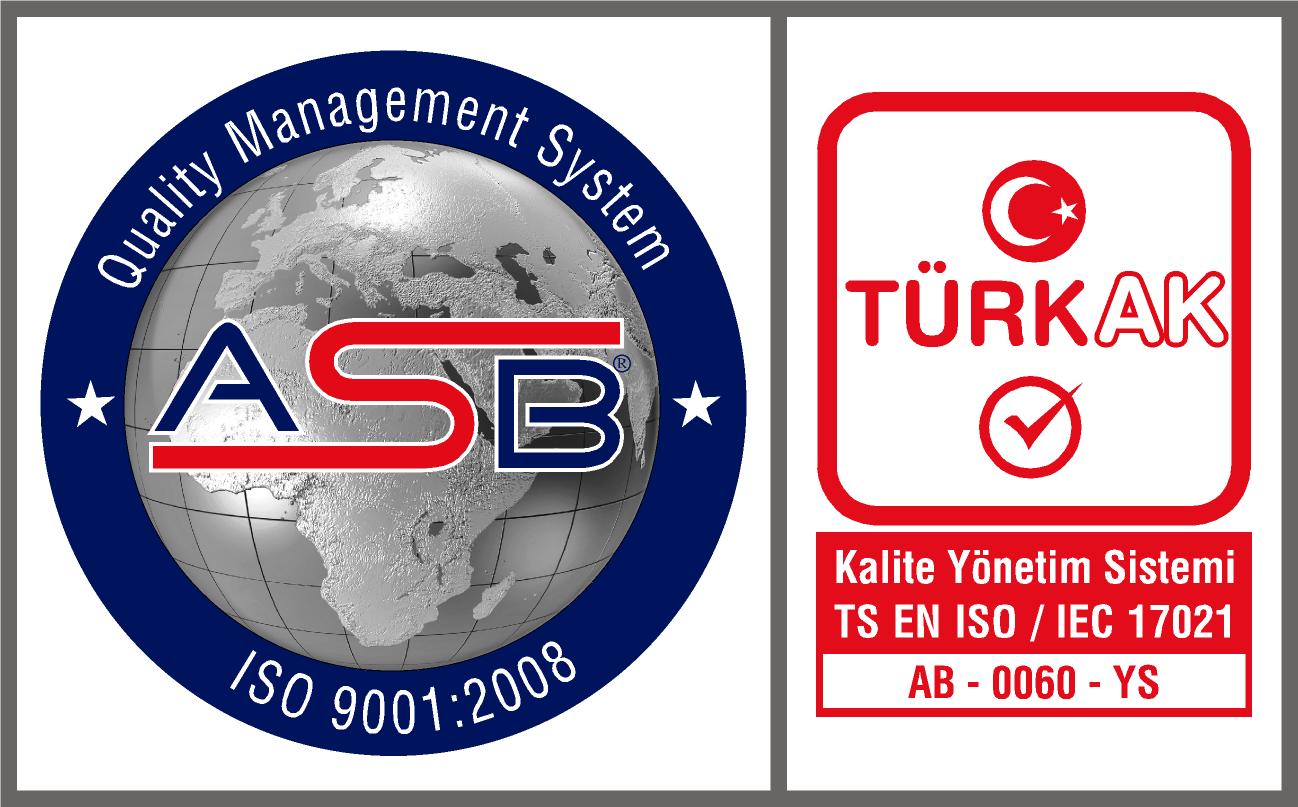 Quality Management System
ASB®
ISO 9001:2008
TÜRKAK
Kalite Yönetim Sistemi
TS EN ISO / IEC 17021
AB - 0060 - YS